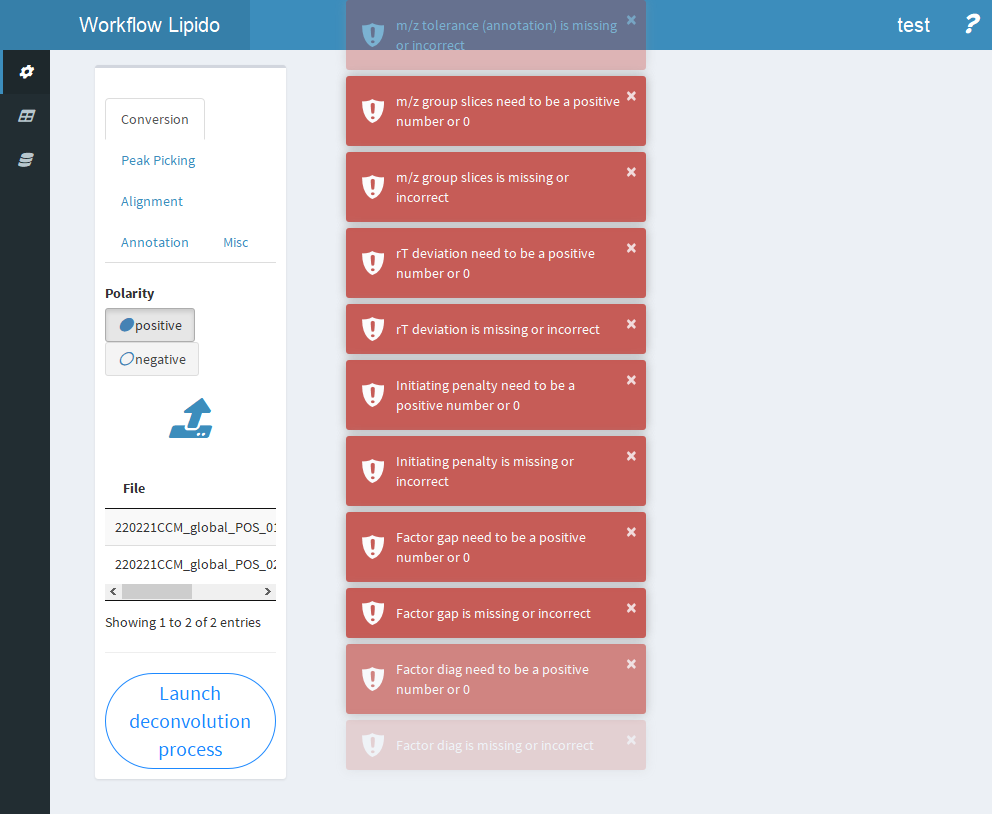 Workflow Lipido
test
?
Conversion
Peak Picking
Alignment
Annotation Misc
Polarity
positive
negative
File
220221CCM_global_POS_01
220221CCM_global_POS_02
Showing 1 to 2 of 2 entries
Launch
deconvolution
process
m/z tolerance (annotation) is missing
or incorrect
×
m/z group slices need to be a positive
number or 0
×
m/z group slices is missing or
incorrect
×
rT deviation need to be a positive
number or 0
×
rT deviation is missing or incorrect
×
Initiating penalty need to be a
positive number or 0
×
Initiating penalty is missing or
incorrect
×
Factor gap need to be a positive
number or 0
×
Factor gap is missing or incorrect
×
Factor diag need to be a positive
number or 0
×
Factor diag is missing or incorrect
×